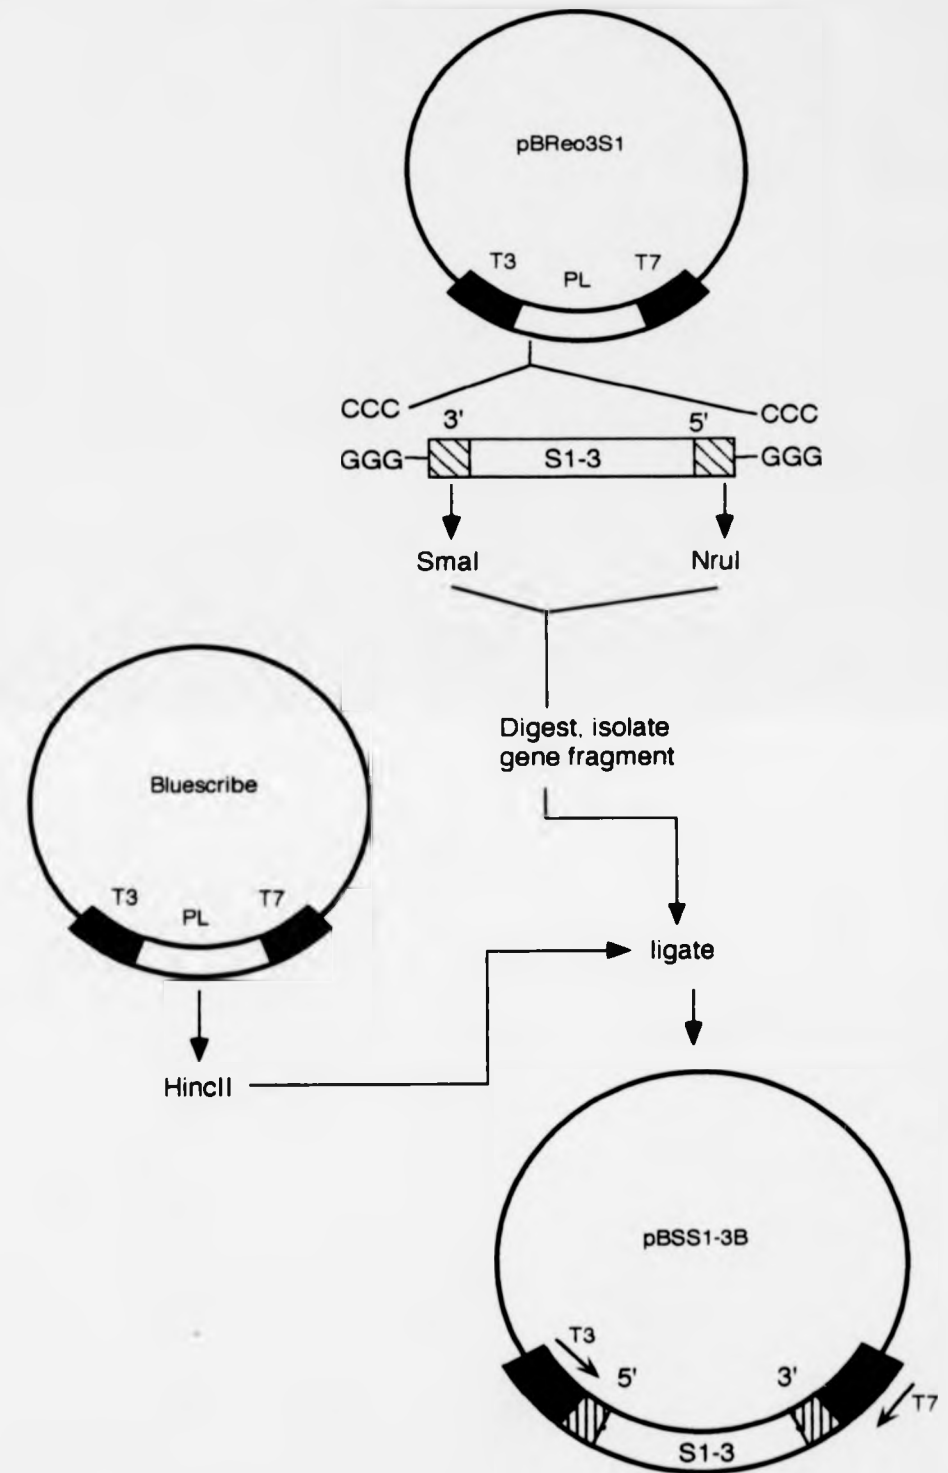 pBReo3S1
T3
PL
T7
CCC
CCC
3'
5'
GGG
S1-3
GGG
SmaI
NruI
Digest, isolate
gene fragment
Bluescribe
T3
PL
T7
ligate
HincII
pBSS1-3B
T3
5'
3'
T7
S1-3